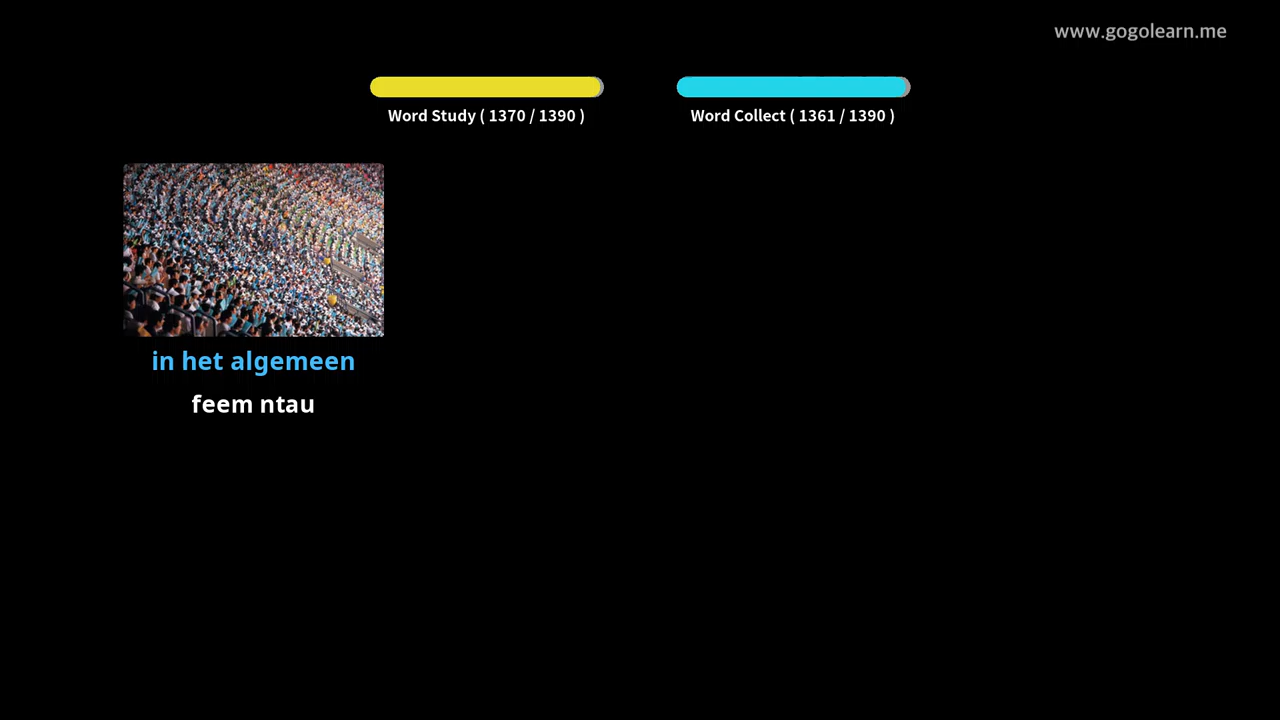 www.gogolearn.me
Word Study ( 1370 / 1390 )
Word Collect ( 1361 / 1390 )
in het algemeen
feem ntau